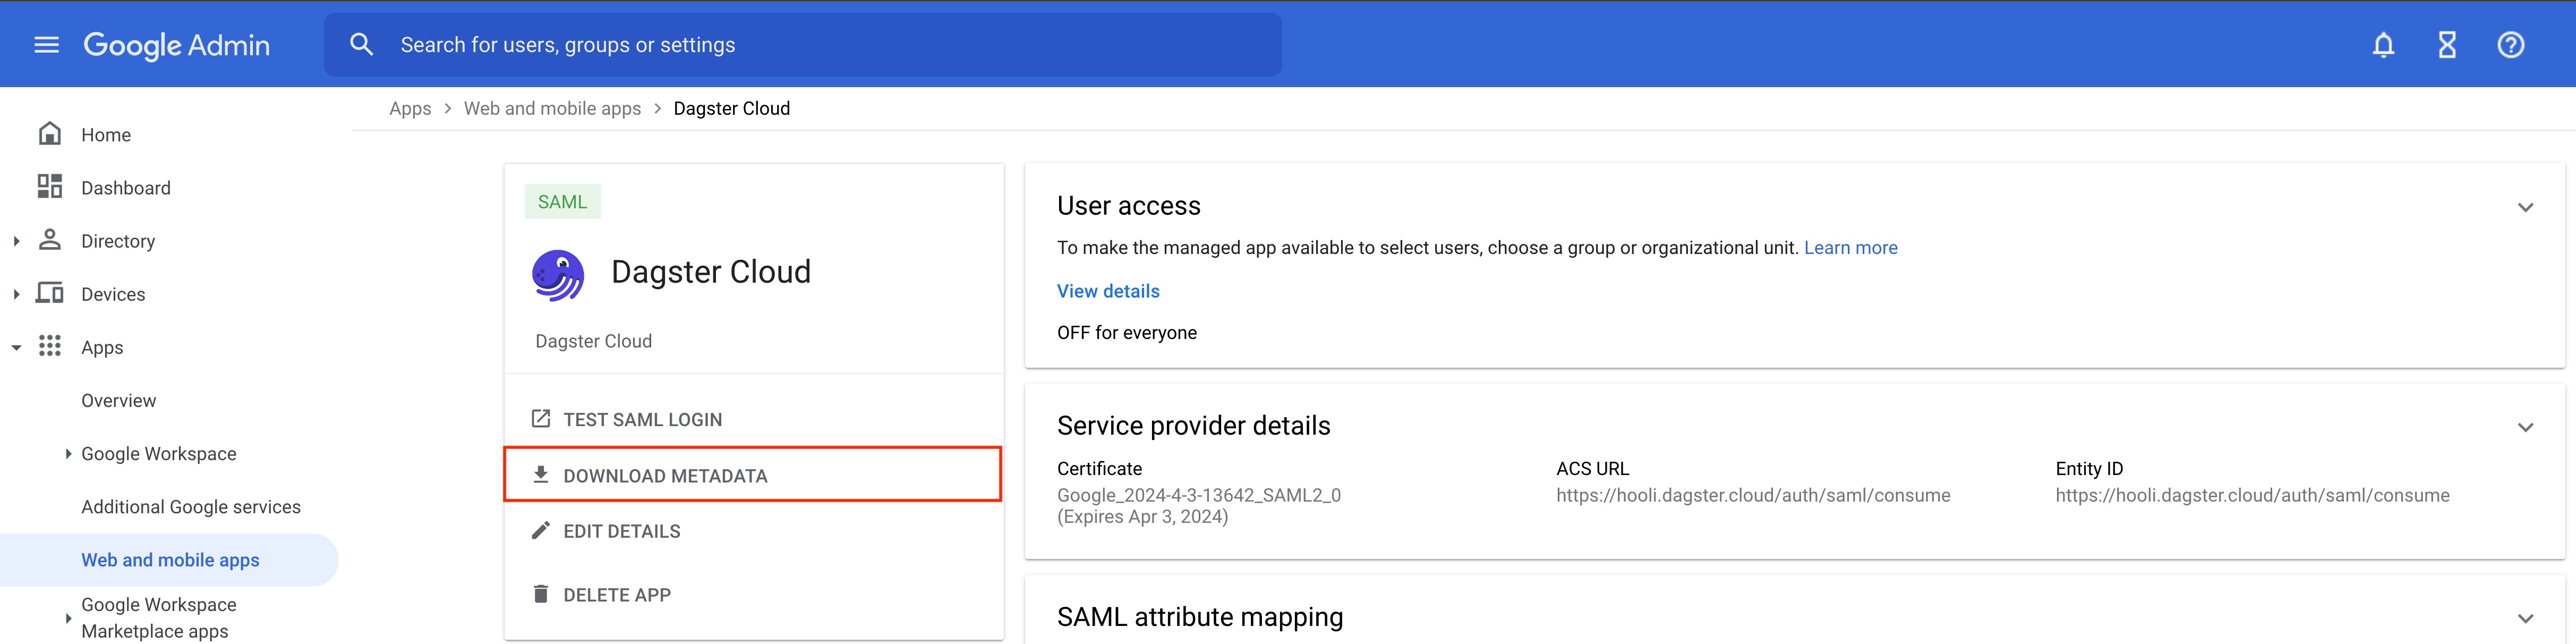 Google Admin
Search for users, groups or settings
Home
Dashboard
Directory
Devices
Apps
Overview
Google Workspace
Additional Google services
Web and mobile apps
Google Workspace
Marketplace apps
Apps > Web and mobile apps > Dagster Cloud
SAML
Dagster Cloud
Dagster Cloud
TEST SAML LOGIN
DOWNLOAD METADATA
EDIT DETAILS
DELETE APP
User access
To make the managed app available to select users, choose a group or organizational unit. Learn more
View details
OFF for everyone
Service provider details
Certificate
Google_2024-4-3-13642_SAML2_0
(Expires Apr 3, 2024)
ACS URL
https://hooli.dagster.cloud/auth/saml/consume
Entity ID
https://hooli.dagster.cloud/auth/saml/consume
SAML attribute mapping